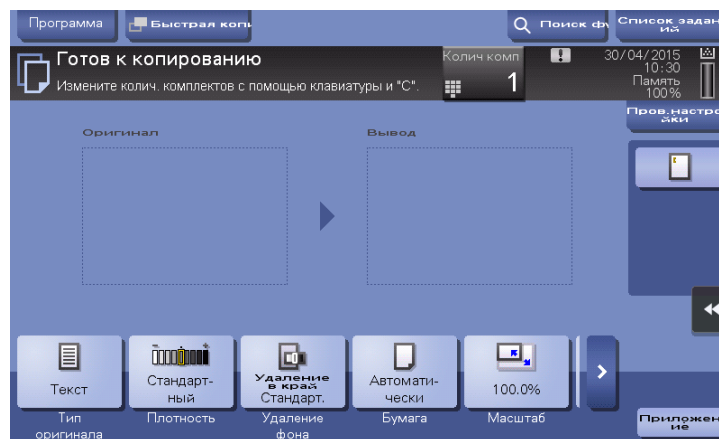 Программа
Быстрая копи
Поиск фу
Список задан
ий
Готов к копированию
Измените колич. комплектов с помощью клавиатуры и "С".
Колич комп
1
30/04/2015
10:30
Память
100%
Пров.настро
йки
Оригинал
Вывод
Текст
Стандарт-
ный
Удаление
в край
Стандарт.
Автомати-
чески
100.0%
Тип
оригинала
Плотность
Удаление
фона
Бумага
Масштаб
Приложен
ие